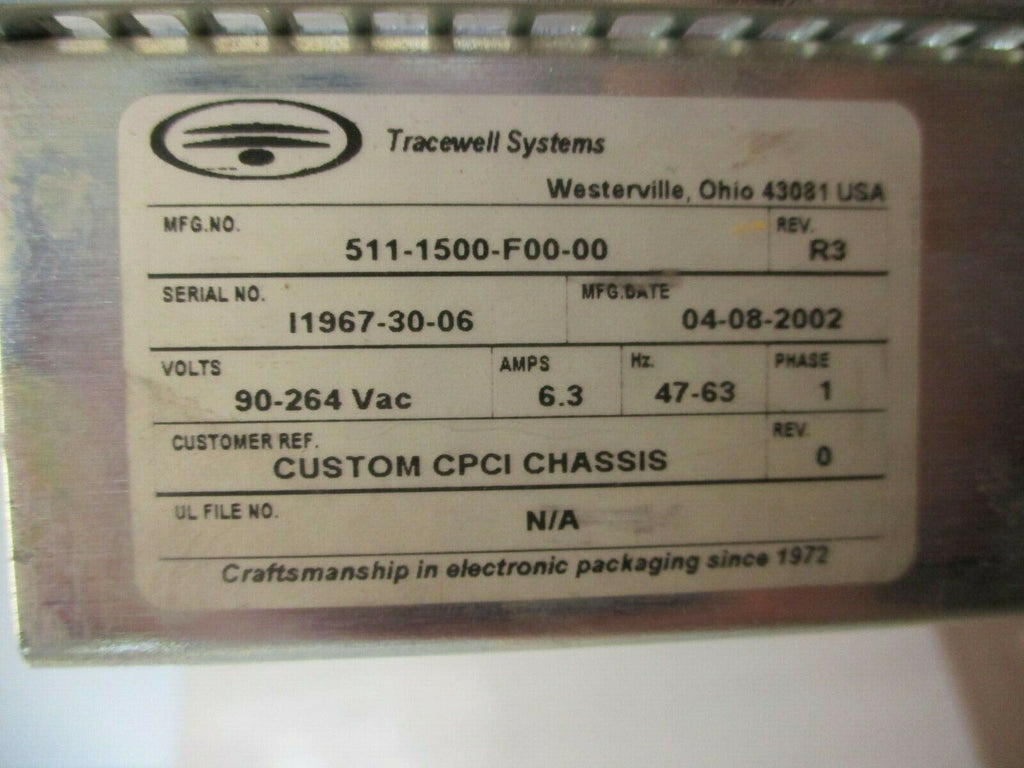 Tracewell Systems
Westerville, Ohio 43081 USA
MFG.NO. REV.
511-1500-F00-00 R3
SERIAL NO. MFG.DATE
I1967-30-06 04-08-2002
VOLTS AMPS Hz. PHASE
90-264 Vac 6.3 47-63 1
CUSTOMER REF. REV.
CUSTOM CPCI CHASSIS 0
UL FILE NO.
N/A
Craftsmanship in electronic packaging since 1972